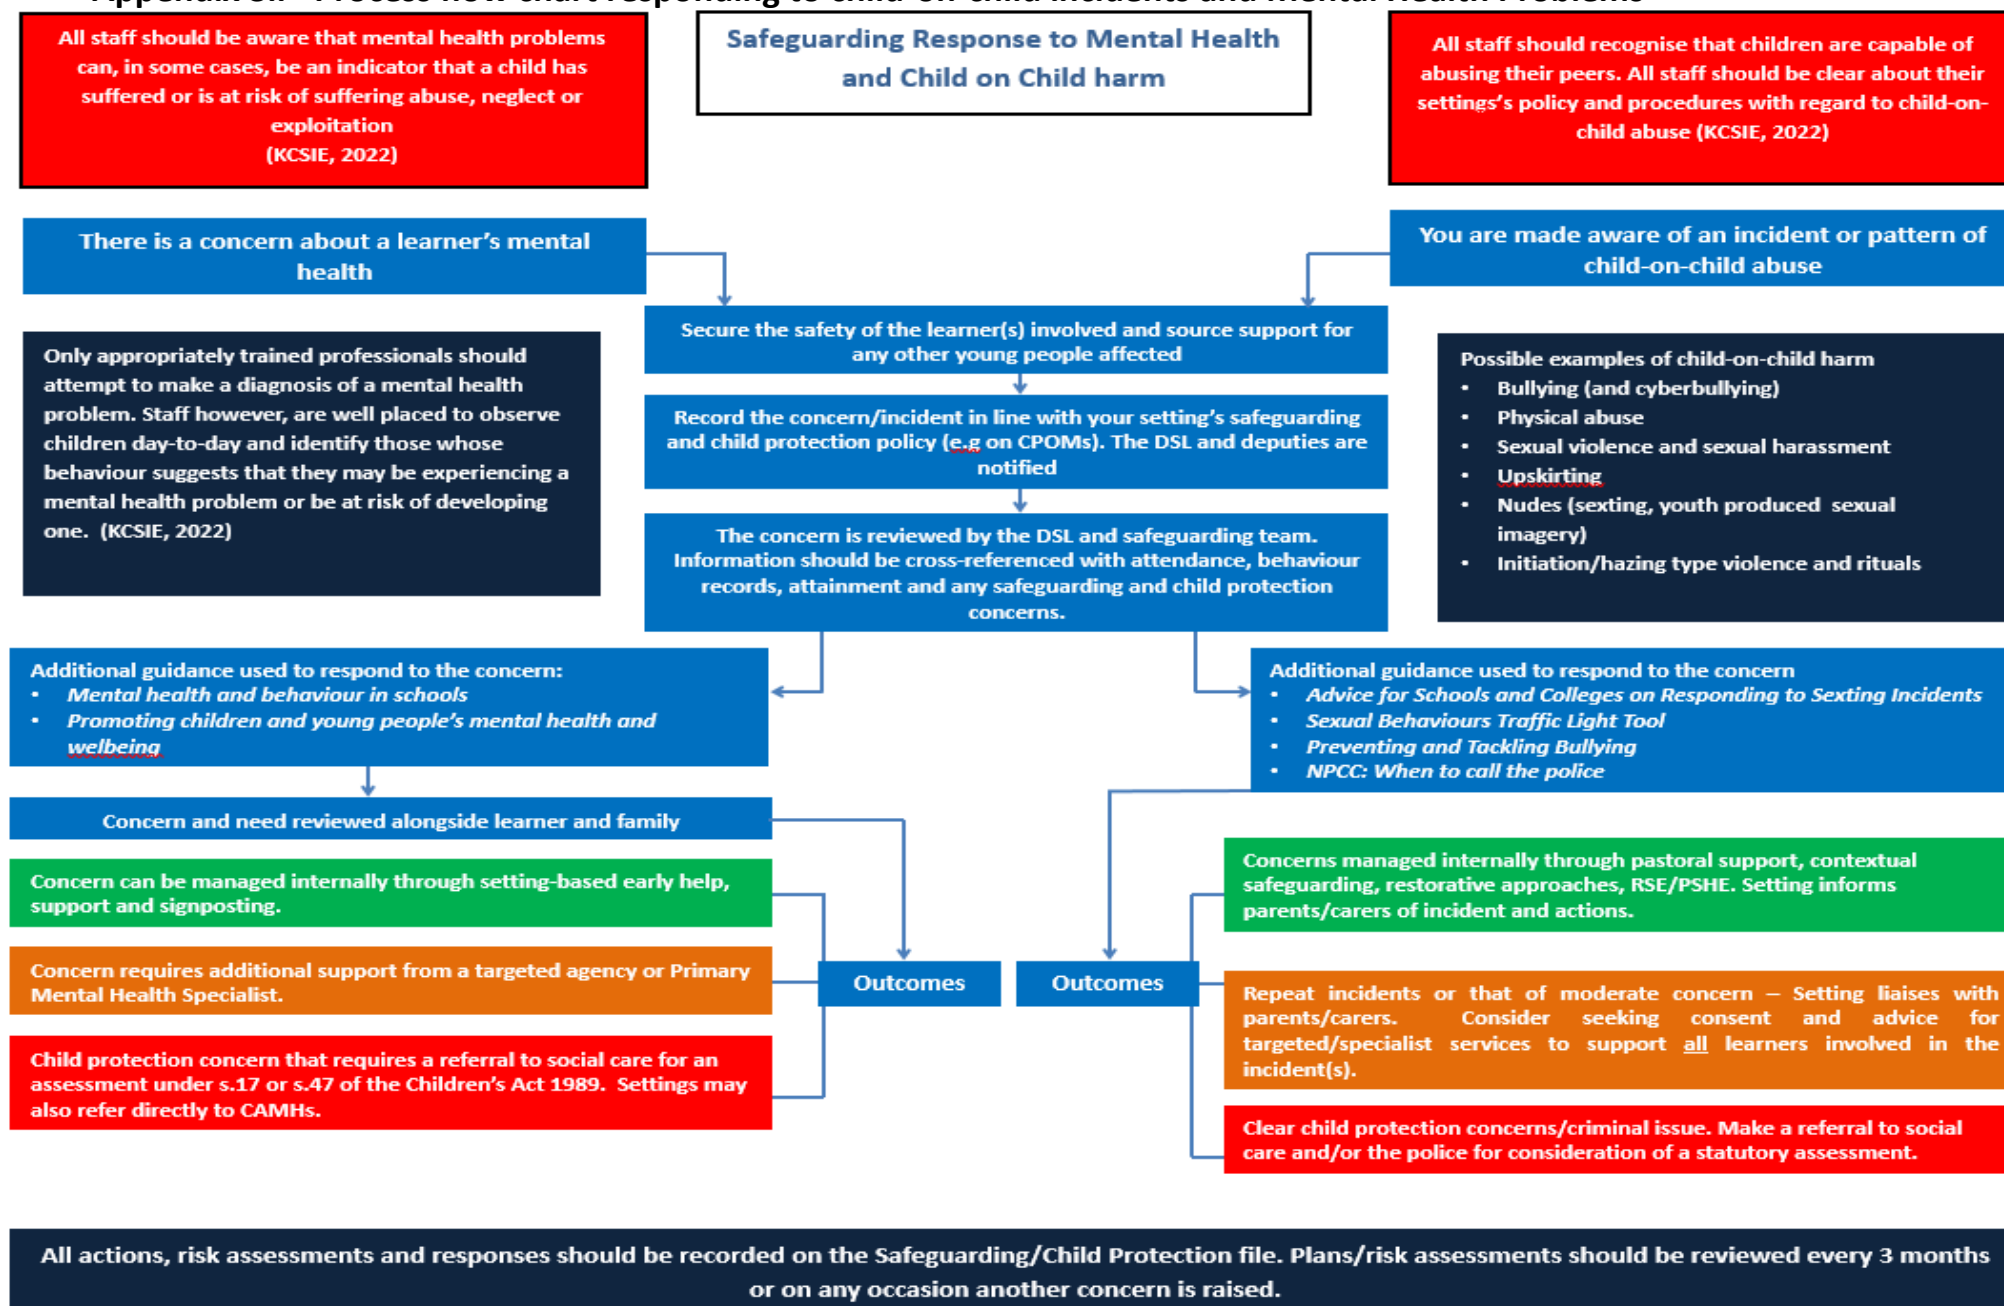 All staff should be aware that mental health problems
can, in some cases, be an indicator that a child has
suffered or is at risk of suffering abuse, neglect or
exploitation
(KCSIE, 2022)
Safeguarding Response to Mental Health
and Child on Child harm
All staff should recognise that children are capable of
abusing their peers. All staff should be clear about their
settings's policy and procedures with regard to child-on-
child abuse (KCSIE, 2022)
There is a concern about a learner's mental
health
You are made aware of an incident or pattern of
child-on-child abuse
Secure the safety of the learner(s) involved and source support for
any other young people affected
Only appropriately trained professionals should
attempt to make a diagnosis of a mental health
problem. Staff however, are well placed to observe
children day-to-day and identify those whose
behaviour suggests that they may be experiencing a
mental health problem or be at risk of developing
one. (KCSIE, 2022)
Record the concern/incident in line with your setting's safeguarding
and child protection policy (e.g on CPOMs). The DSL and deputies are
notified
Possible examples of child-on-child harm
• Bullying (and cyberbullying)
• Physical abuse
• Sexual violence and sexual harassment
• Upskirting
• Nudes (sexting, youth produced sexual
imagery)
• Initiation/hazing type violence and rituals
The concern is reviewed by the DSL and safeguarding team.
Information should be cross-referenced with attendance, behaviour
records, attainment and any safeguarding and child protection
concerns.
Additional guidance used to respond to the concern:
• Mental health and behaviour in schools
• Promoting children and young people's mental health and
welbeing
Additional guidance used to respond to the concern
• Advice for Schools and Colleges on Responding to Sexting Incidents
• Sexual Behaviours Traffic Light Tool
• Preventing and Tackling Bullying
• NPCC: When to call the police
Concern and need reviewed alongside learner and family
Concern can be managed internally through setting-based early help,
support and signposting.
Concern requires additional support from a targeted agency or Primary
Mental Health Specialist.
Child protection concern that requires a referral to social care for an
assessment under s.17 or s.47 of the Children's Act 1989. Settings may
also refer directly to CAMHs.
Outcomes
Outcomes
Concerns managed internally through pastoral support, contextual
safeguarding, restorative approaches, RSE/PSHE. Setting informs
parents/carers of incident and actions.
Repeat incidents or that of moderate concern – Setting liaises with
parents/carers. Consider seeking consent and advice for
targeted/specialist services to support all learners involved in the
incident(s).
Clear child protection concerns/criminal issue. Make a referral to social
care and/or the police for consideration of a statutory assessment.
All actions, risk assessments and responses should be recorded on the Safeguarding/Child Protection file. Plans/risk assessments should be reviewed every 3 months
or on any occasion another concern is raised.